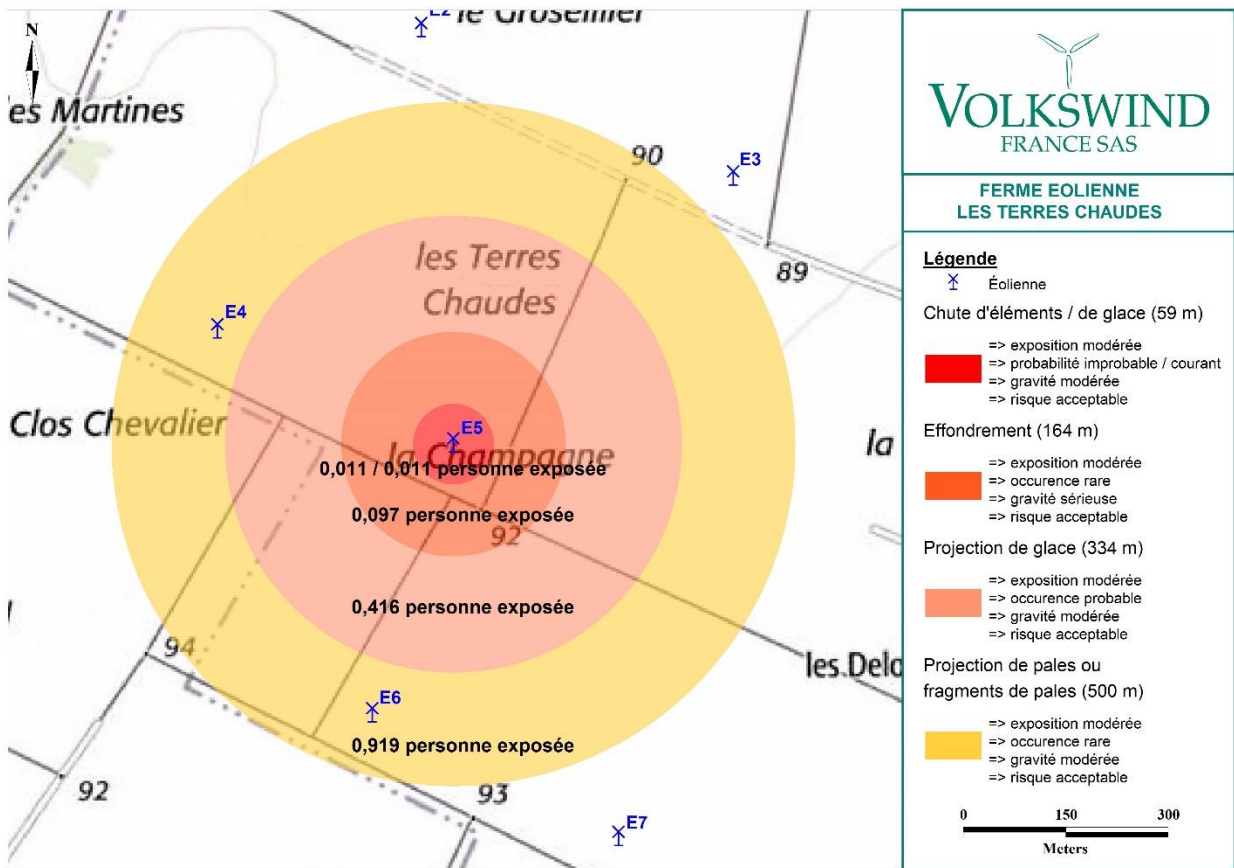 N
E2
le Groseillier
les Martines
90
E3
les Terres
Chaudes
89
E4
Clos Chevalier
E5
la Champagne
la
0,011 / 0,011 personne exposée
0,097 personne exposée
92
0,416 personne exposée
94
les Delo
E6
0,919 personne exposée
92
93
E7
VOLKSWIND
FRANCE SAS
FERME EOLIENNE
LES TERRES CHAUDES
Légende
Éolienne
Chute d'éléments / de glace (59 m)
=> exposition modérée
=> probabilité improbable / courant
=> gravité modérée
=> risque acceptable
Effondrement (164 m)
=> exposition modérée
=> occurence rare
=> gravité sérieuse
=> risque acceptable
Projection de glace (334 m)
=> exposition modérée
=> occurence probable
=> gravité modérée
=> risque acceptable
Projection de pales ou
fragments de pales (500 m)
=> exposition modérée
=> occurence rare
=> gravité modérée
=> risque acceptable
0 150 300
Meters